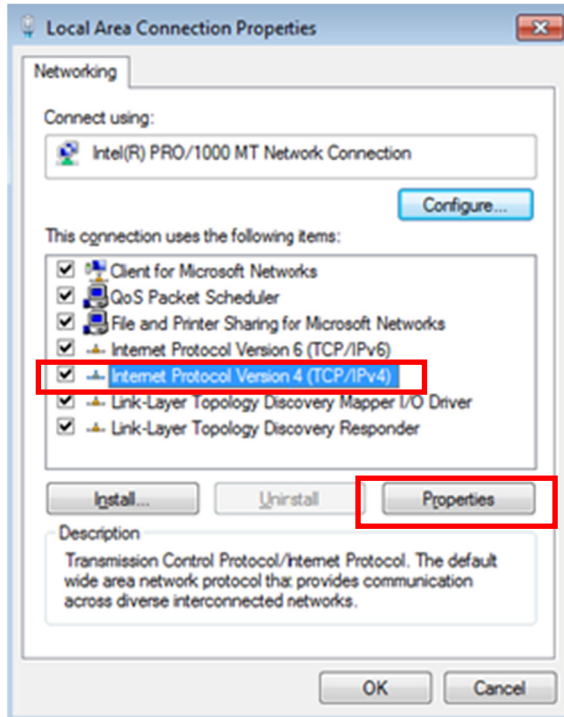 Local Area Connection Properties
Networking
Connect using:
Intel(R) PRO/1000 MT Network Connection
Configure...
This connection uses the following items:
Client for Microsoft Networks
QoS Packet Scheduler
File and Printer Sharing for Microsoft Networks
Internet Protocol Version 6 (TCP/IPv6)
Internet Protocol Version 4 (TCP/IPv4)
Link-Layer Topology Discovery Mapper I/O Driver
Link-Layer Topology Discovery Responder
Install... Uninstall Properties
Description
Transmission Control Protocol/Internet Protocol. The default
wide area network protocol that provides communication
across diverse interconnected networks.
OK Cancel